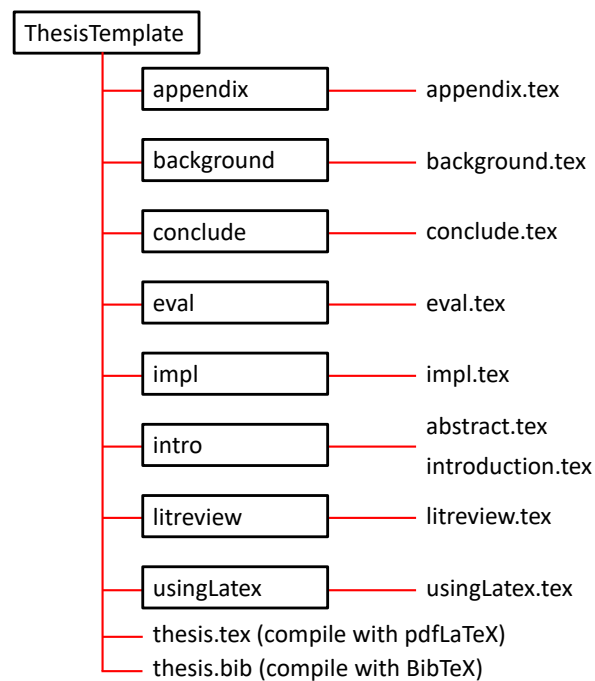 ThesisTemplate
appendix appendix.tex
background background.tex
conclude conclude.tex
eval eval.tex
impl impl.tex
abstract.tex
intro
introduction.tex
litreview litreview.tex
usingLatex usingLatex.tex
thesis.tex (compile with pdfLaTeX)
thesis.bib (compile with BibTeX)